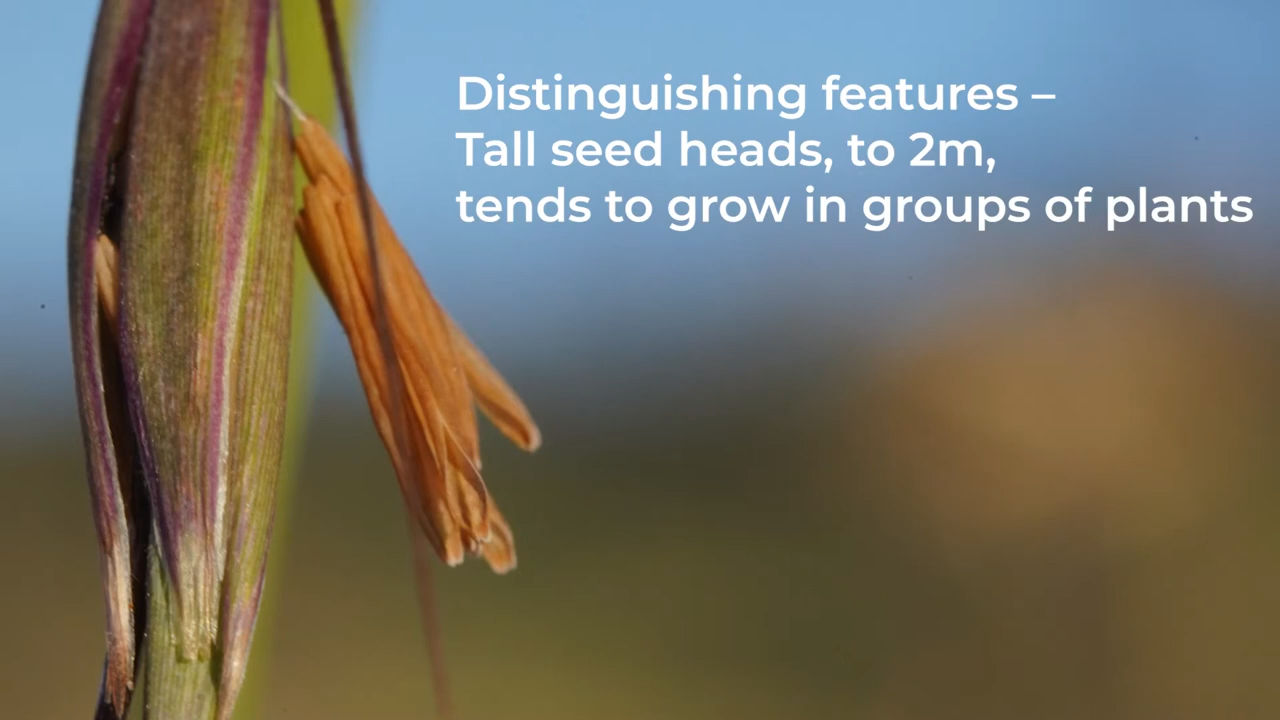 Distinguishing features –
Tall seed heads, to 2m,
tends to grow in groups of plants